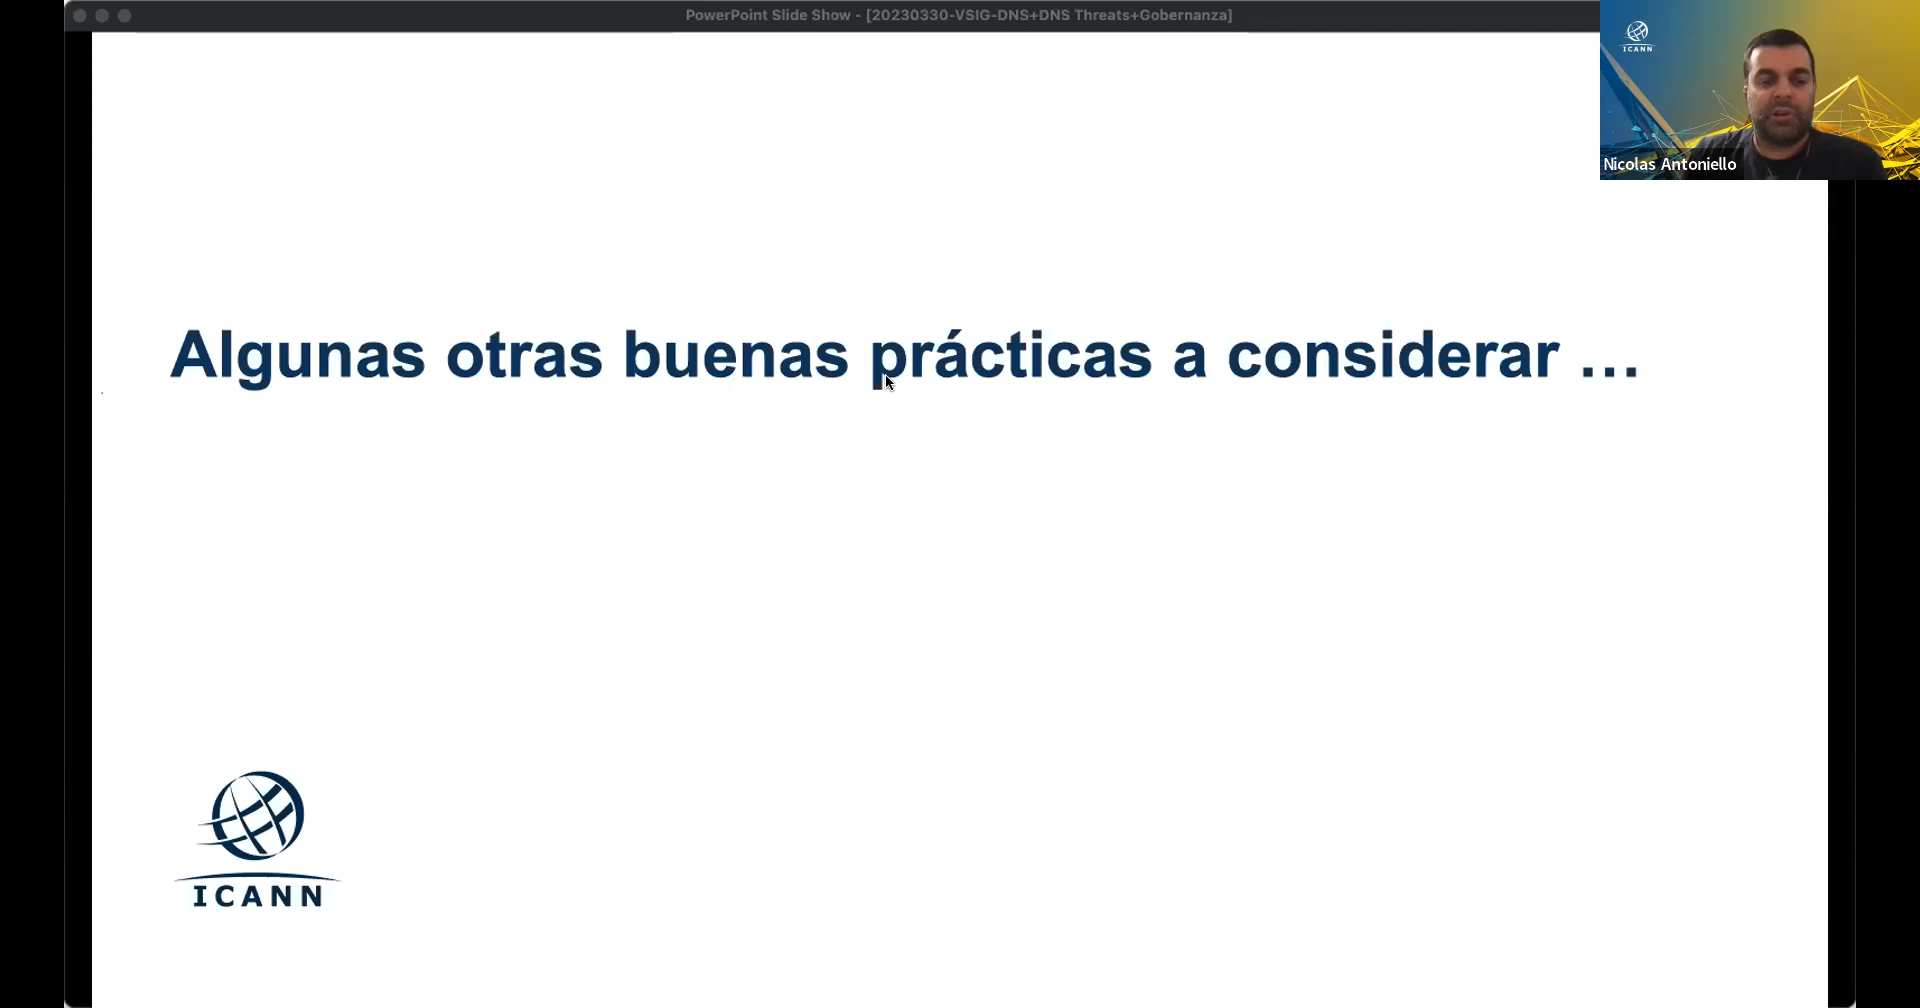 PowerPoint Slide Show - [20230330-VSIG-DNS+DNS Threats+Gobernanza]
ICANN
Nicolas Antoniello
Algunas otras buenas prácticas a considerar ...
ICANN